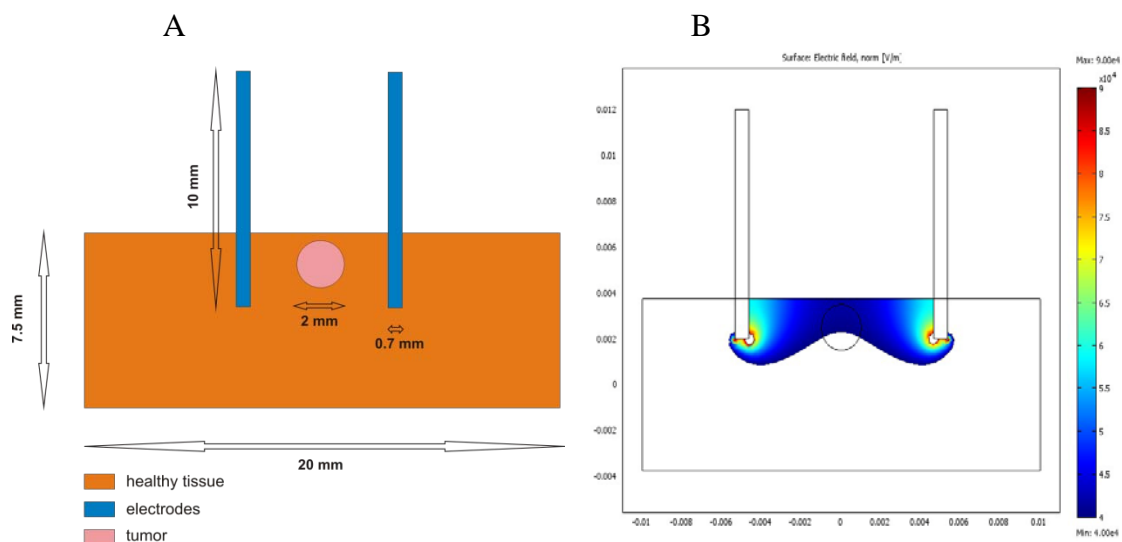 A
10 mm
7.5 mm
2 mm
0.7 mm
20 mm
healthy tissue
electrodes
tumor
B
Surface: Electric field, norm [V/m]
Max: 9.00e4
×10⁴
0.012
0.01
0.008
0.006
0.004
0.002
0
-0.002
-0.004
-0.01
-0.008
-0.006
-0.004
-0.002
0
0.002
0.004
0.006
0.008
0.01
9
8.5
8
7.5
7
6.5
6
5.5
5
4.5
4
Min: 4.00e4